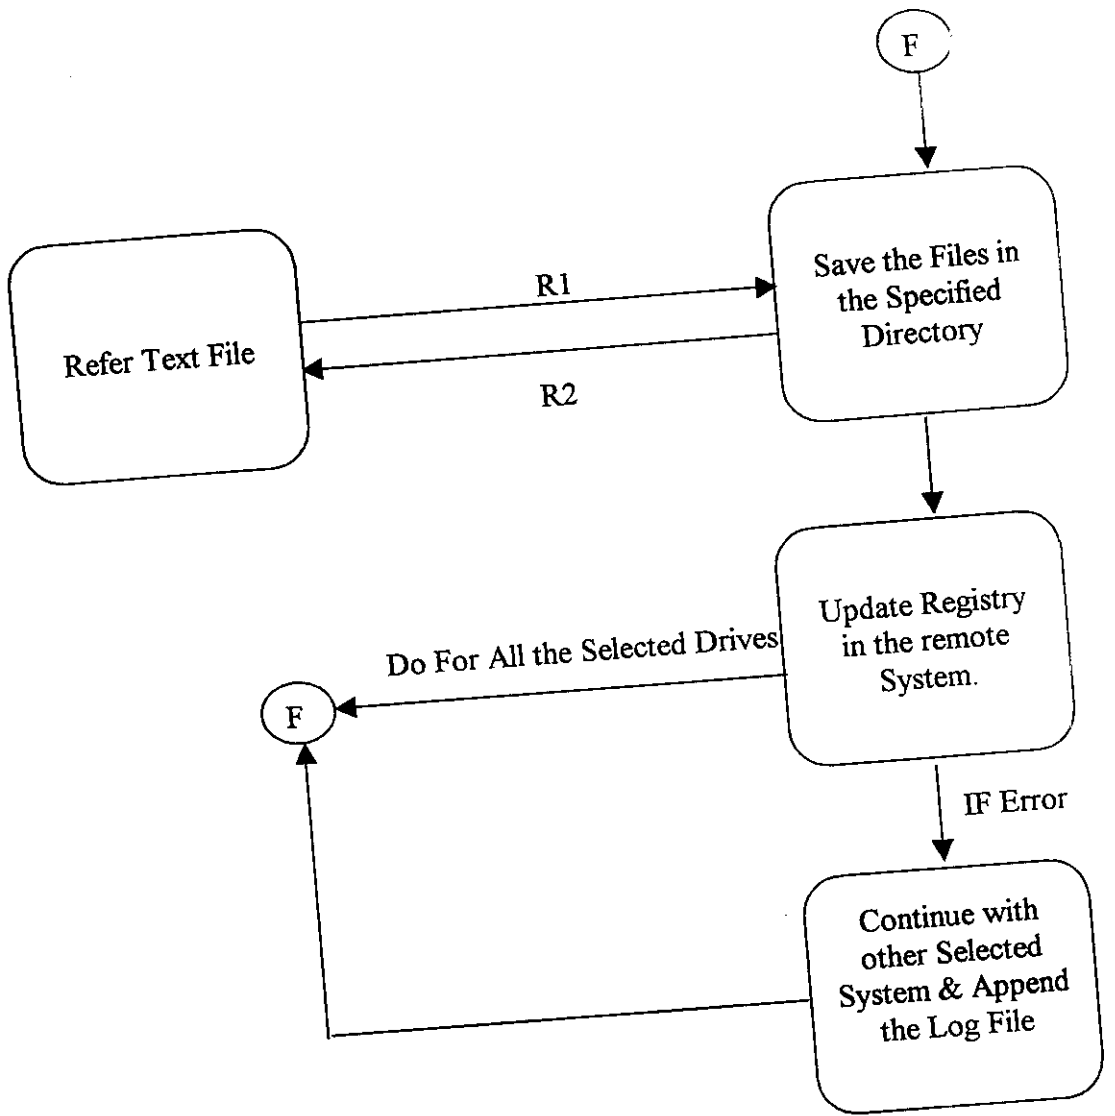 F
Save the Files in
the Specified
Directory
R1
Refer Text File
R2
Update Registry
in the remote
System.
Do For All the Selected Drives
F
IF Error
Continue with
other Selected
System & Append
the Log File